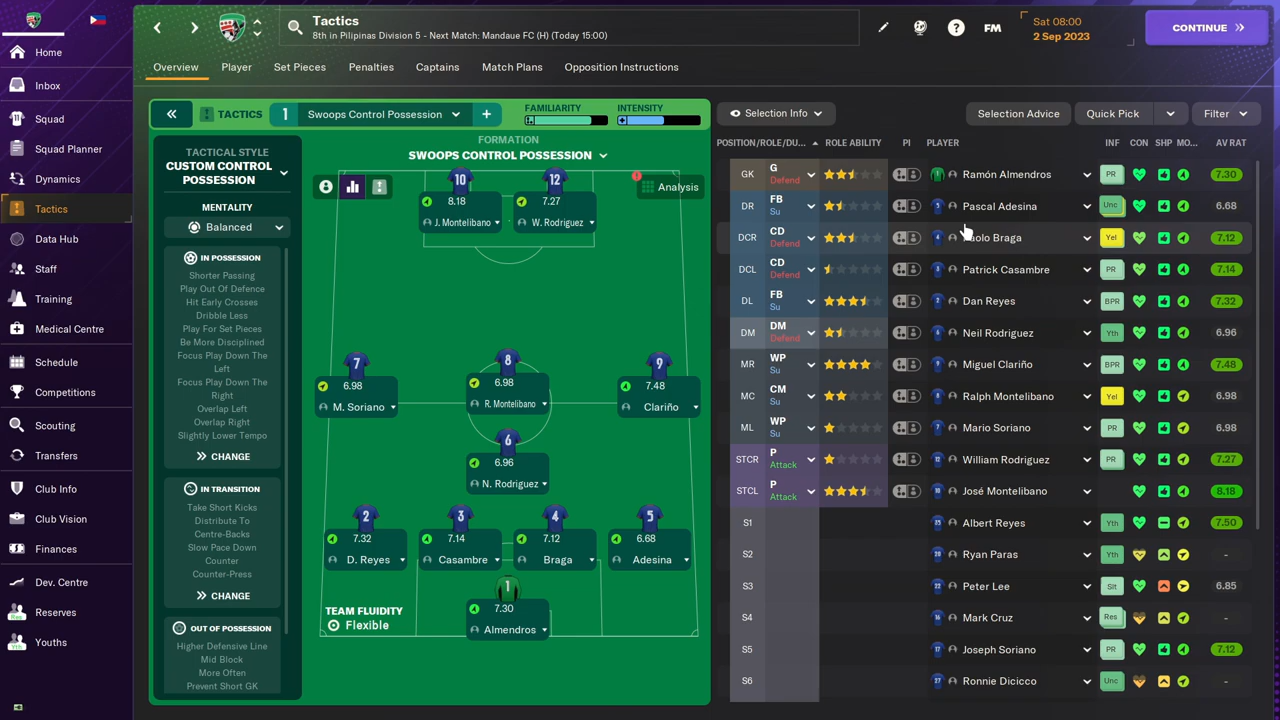 Tactics
8th in Pilipinas Division 5 - Next Match: Mandaue FC (H) (Today 15:00)
FM
Sat 08:00
2 Sep 2023
CONTINUE
Home
Inbox
Squad
Squad Planner
Dynamics
Tactics
Data Hub
Staff
Training
Medical Centre
Schedule
Competitions
Scouting
Transfers
Club Info
Club Vision
Finances
Dev. Centre
Reserves
Youths
Overview
Player
Set Pieces
Penalties
Captains
Match Plans
Opposition Instructions
TACTICS
1
Swoops Control Possession
FAMILIARITY
INTENSITY
TACTICAL STYLE
CUSTOM CONTROL
POSSESSION
MENTALITY
Balanced
IN POSSESSION
Shorter Passing
Play Out Of Defence
Hit Early Crosses
Dribble Less
Play For Set Pieces
Be More Disciplined
Focus Play Down The
Left
Focus Play Down The
Right
Overlap Left
Overlap Right
Slightly Lower Tempo
CHANGE
IN TRANSITION
Take Short Kicks
Distribute To
Centre-Backs
Slow Pace Down
Counter
Counter-Press
CHANGE
OUT OF POSSESSION
Higher Defensive Line
Mid Block
More Often
Prevent Short GK
FORMATION
SWOOPS CONTROL POSSESSION
Analysis
10
8.18
J. Montelibano
12
7.27
W. Rodriguez
7
6.98
M. Soriano
8
6.98
R. Montelibano
9
7.48
Clariño
6
6.96
N. Rodriguez
2
7.32
D. Reyes
3
7.14
Casambre
4
7.12
Braga
5
6.68
Adesina
1
7.30
Almendros
TEAM FLUIDITY
Flexible
Selection Info
Selection Advice
Quick Pick
Filter
POSITION/ROLE/DU... ROLE ABILITY PI PLAYER INF CON SHP MO... AV RAT
GK G Defend Ramón Almendros PR 7.30
DR FB Su Pascal Adesina Unc 6.68
DCR CD Defend aolo Braga Yel 7.12
DCL CD Defend Patrick Casambre PR 7.14
DL FB Su Dan Reyes BPR 7.32
DM DM Defend Neil Rodriguez Yth 6.96
MR WP Su Miguel Clariño BPR 7.48
MC CM Su Ralph Montelibano Yel 6.98
ML WP Su Mario Soriano PR 6.98
STCR P Attack William Rodriguez PR 7.27
STCL P Attack José Montelibano 8.18
S1 Albert Reyes Yth 7.50
S2 Ryan Paras Yth -
S3 Peter Lee Slt 6.85
S4 Mark Cruz Res -
S5 Joseph Soriano PR 7.12
S6 Ronnie Dicicco Unc -